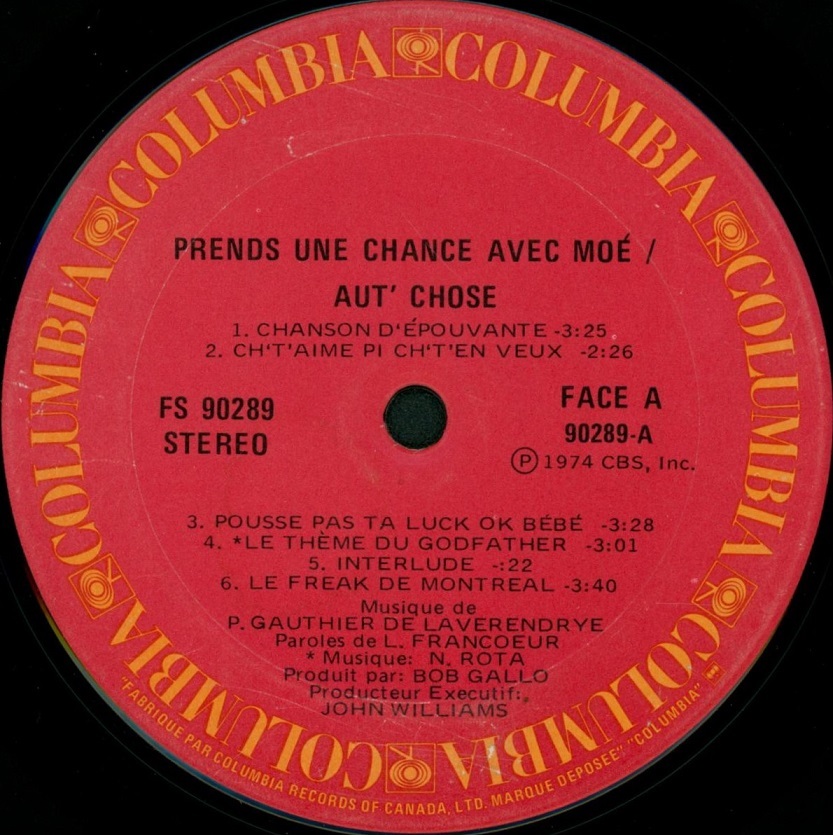 COLUMBIA COLUMBIA COLUMBIA COLUMBIA COLUMBIA COLUMBIA COLUMBIA
PRENDS UNE CHANCE AVEC MOÉ /
AUT' CHOSE
1. CHANSON D'ÉPOUVANTE -3:25
2. CH'T'AIME PI CH'T'EN VEUX -2:26
FS 90289
STEREO
FACE A
90289-A
Ⓟ 1974 CBS, Inc.
3. POUSSE PAS TA LUCK OK BÉBÉ -3:28
4. *LE THÈME DU GODFATHER -3:01
5. INTERLUDE -:22
6. LE FREAK DE MONTREAL -3:40
Musique de
P. GAUTHIER DE LAVERENDRYE
Paroles de L. FRANCOEUR
* Musique: N. ROTA
Produit par: BOB GALLO
Producteur Executif:
JOHN WILLIAMS
"FABRIQUE PAR COLUMBIA RECORDS OF CANADA, LTD. MARQUE DEPOSEE" "COLUMBIA"